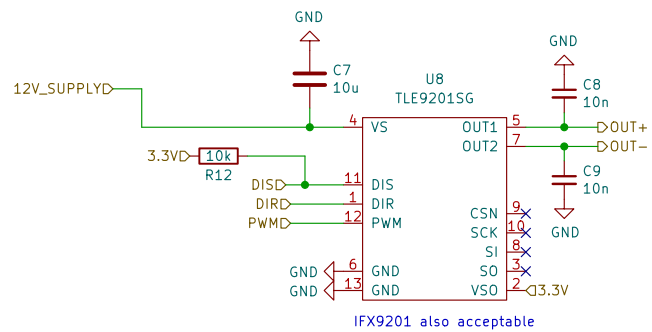 GND
C7
10u
12V_SUPPLY
U8
TLE9201SG
GND
C8
10n
4 VS
OUT1 5
OUT+
OUT2 7
OUT-
3.3V
10k
R12
C9
10n
GND
DIS
11 DIS
DIR
1 DIR
PWM
12 PWM
CSN 9
SCK 10
SI 8
SO 3
VSO 2
3.3V
GND
6 GND
GND
13 GND
IFX9201 also acceptable